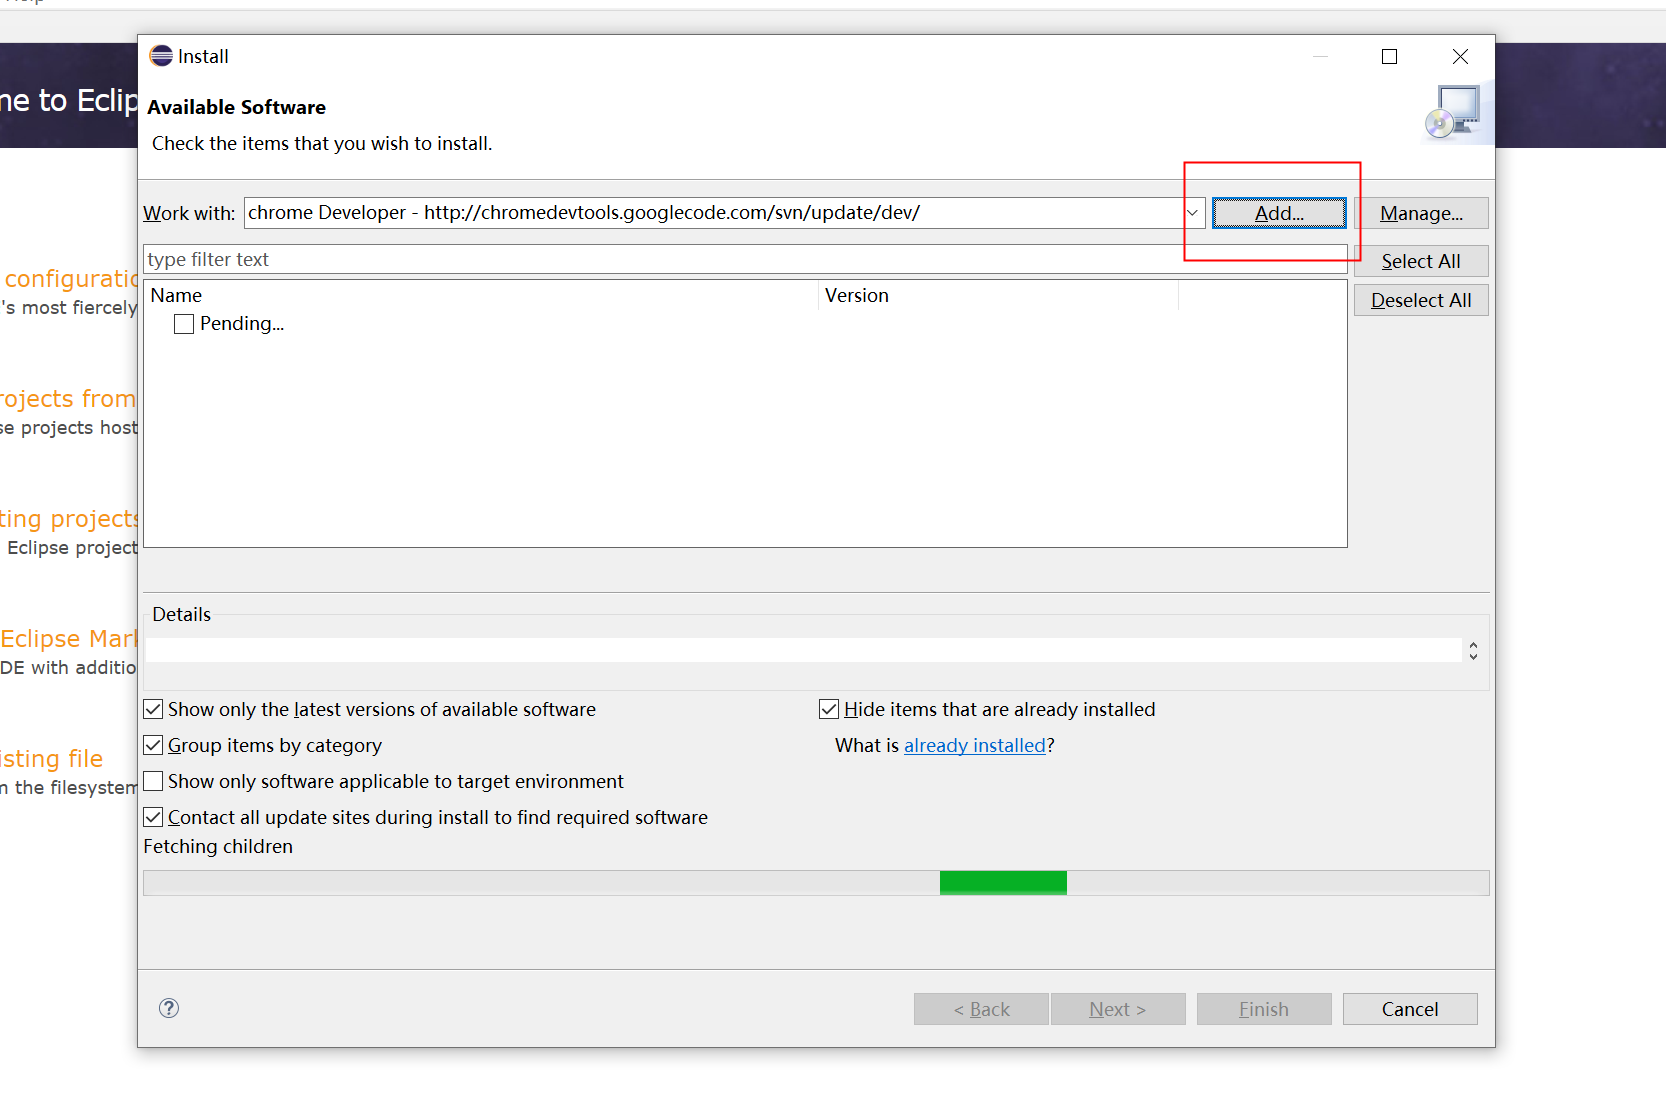 Install
me to Eclip
Available Software
Check the items that you wish to install.
Work with: chrome Developer - http://chromedevtools.googlecode.com/svn/update/dev/ Add... Manage...
type filter text Select All
configuratio
's most fiercely
Name Version Deselect All
Pending...
rojects from
se projects host
ting projects
Eclipse project
Details
Eclipse Mark
DE with additio
Show only the latest versions of available software Hide items that are already installed
Group items by category What is already installed?
isting file
m the filesystem
Show only software applicable to target environment
Contact all update sites during install to find required software
Fetching children
? < Back Next > Finish Cancel